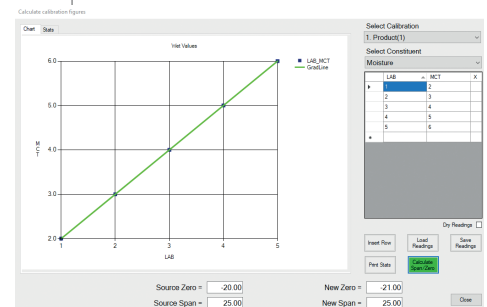 Calculate calibration figures
Chart Stats
Wet Values
6.0
5.0
4.0
3.0
2.0
MCT
1 2 3 4 5
LAB
LAB_MCT
GradLine
Select Calibration
1. Product(1)
Select Constituent
Moisture
LAB MCT X
1 2
2 3
3 4
4 5
5 6
Dry Readings
Insert Row
Load Readings
Save Readings
Print Stats
Calculate Span/Zero
Source Zero = -20.00
New Zero = -21.00
Source Span = 25.00
New Span = 25.00
Close